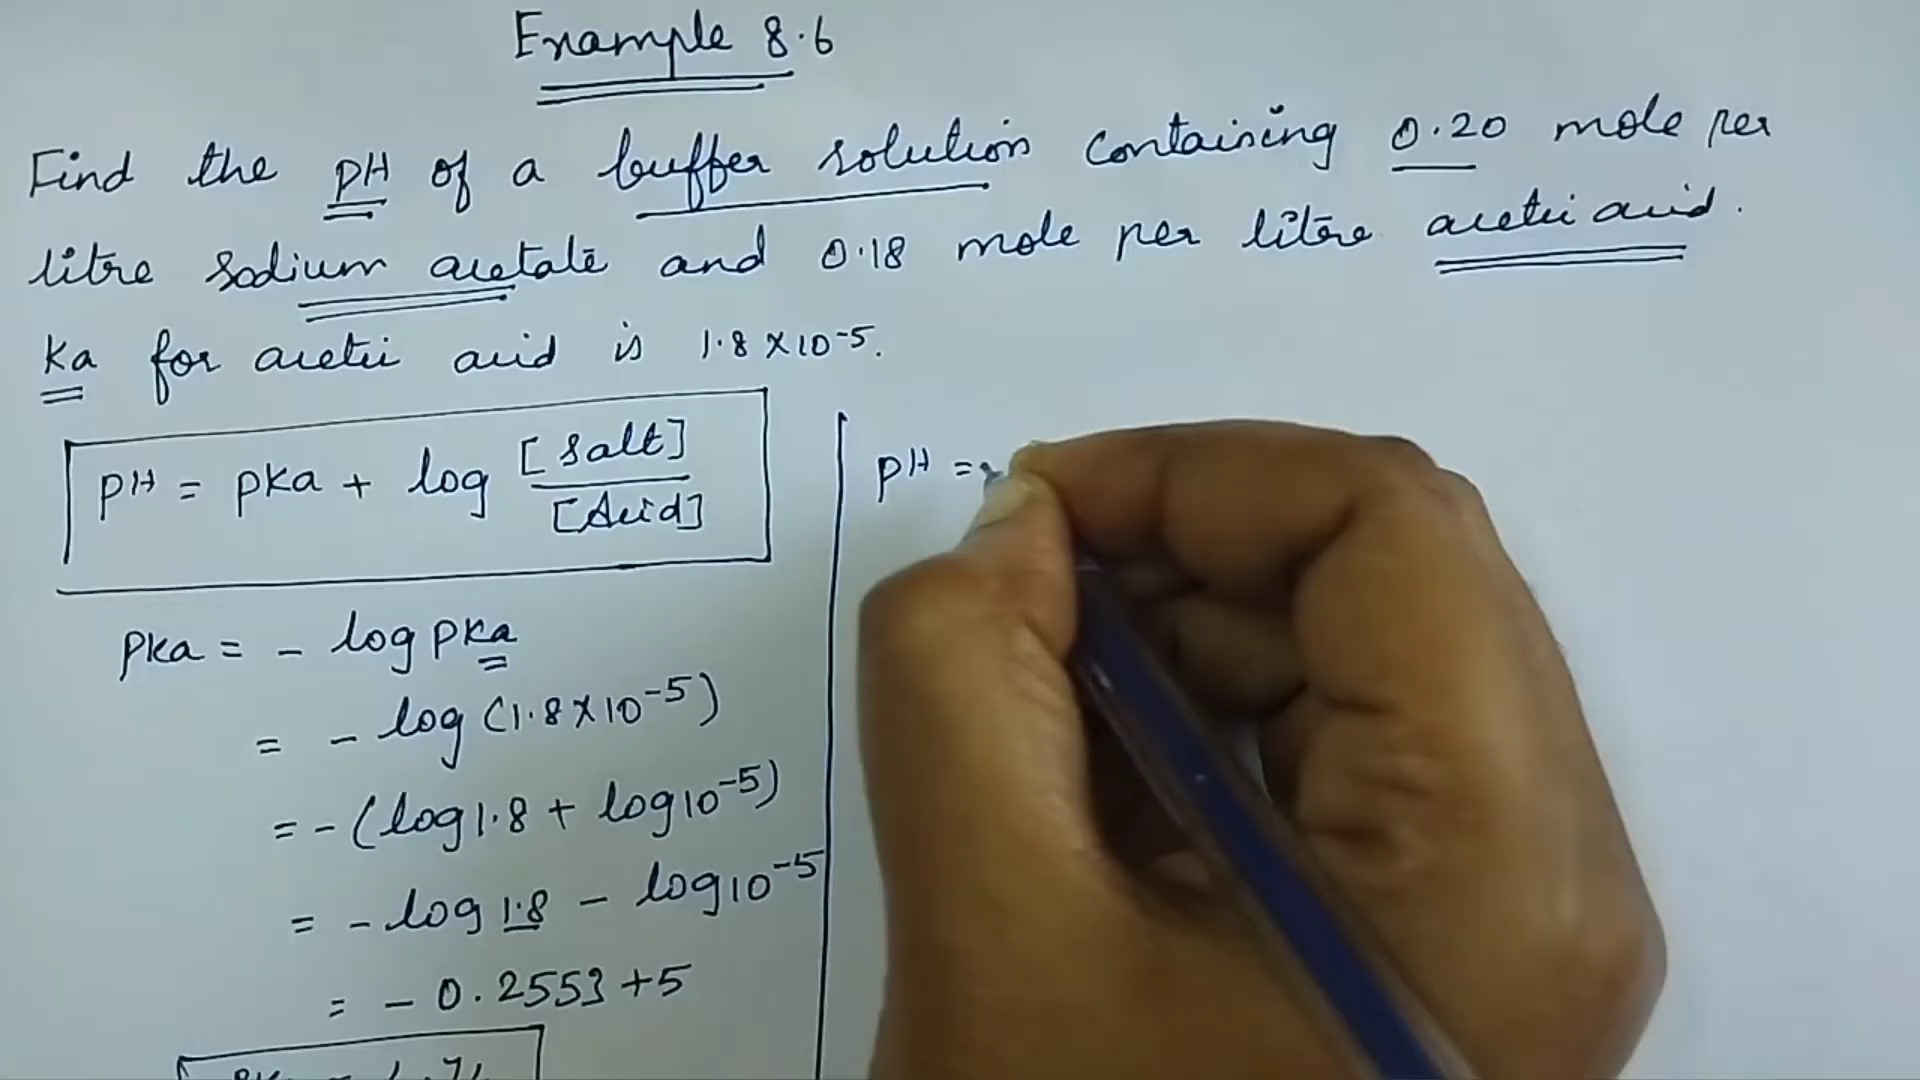 Example 8.6
Find the pH of a buffer solution containing 0.20 mole per
litre sodium acetate and 0.18 mole per litre acetic acid.
Ka for acetic acid is 1.8 × 10⁻⁵.
pH = pKa + log [Salt]/[Acid]
pKa = - log pKa
= - log (1.8 × 10⁻⁵)
= - (log 1.8 + log 10⁻⁵)
= - log 1.8 - log 10⁻⁵
= - 0.2553 + 5
pH =